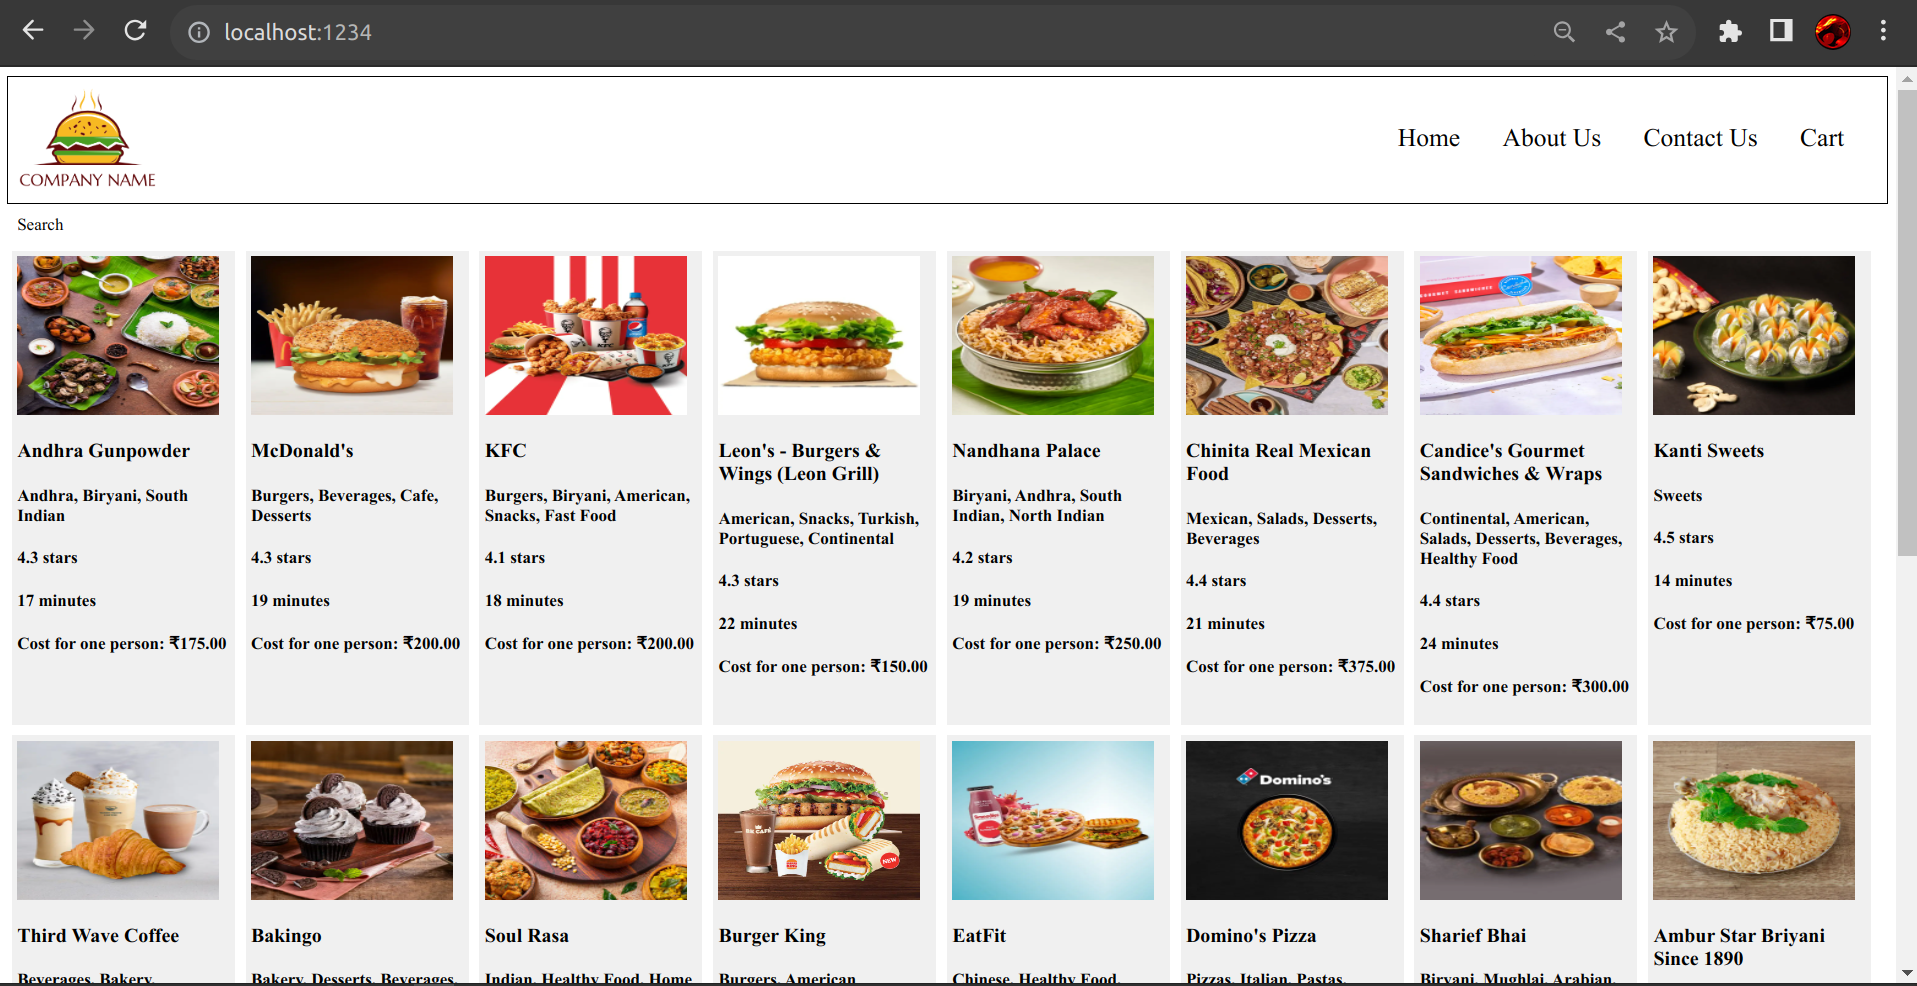 localhost:1234
COMPANY NAME
Home About Us Contact Us Cart
Search
Andhra Gunpowder
Andhra, Biryani, South
Indian
4.3 stars
17 minutes
Cost for one person: ₹175.00
McDonald's
Burgers, Beverages, Cafe,
Desserts
4.3 stars
19 minutes
Cost for one person: ₹200.00
KFC
KFC
Burgers, Biryani, American,
Snacks, Fast Food
4.1 stars
18 minutes
Cost for one person: ₹200.00
Leon's - Burgers &
Wings (Leon Grill)
American, Snacks, Turkish,
Portuguese, Continental
4.3 stars
22 minutes
Cost for one person: ₹150.00
Nandhana Palace
Biryani, Andhra, South
Indian, North Indian
4.2 stars
19 minutes
Cost for one person: ₹250.00
Chinita Real Mexican
Food
Mexican, Salads, Desserts,
Beverages
4.4 stars
21 minutes
Cost for one person: ₹375.00
GOURMET SANDWICHES
Candice's Gourmet
Sandwiches & Wraps
Continental, American,
Salads, Desserts, Beverages,
Healthy Food
4.4 stars
24 minutes
Cost for one person: ₹300.00
Kanti Sweets
Sweets
4.5 stars
14 minutes
Cost for one person: ₹75.00
Third Wave Coffee
Beverages, Bakery,
Bakingo
Bakery, Desserts, Beverages,
Soul Rasa
Indian, Healthy Food, Home
BK CAFE
NEW
Burger King
Burgers, American
EatFit
Chinese, Healthy Food,
Domino's
Domino's Pizza
Pizzas, Italian, Pastas,
Sharief Bhai
Biryani, Mughlai, Arabian,
Ambur Star Briyani
Since 1890